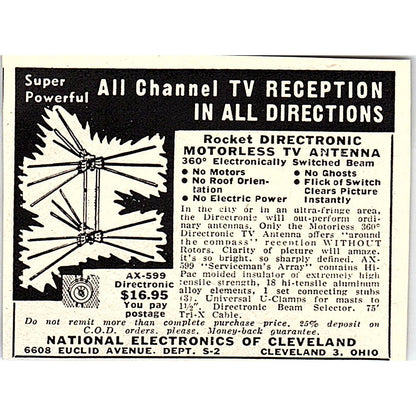 Super
Powerful
All Channel TV RECEPTION
IN ALL DIRECTIONS
Rocket DIRECTRONIC
MOTORLESS TV ANTENNA
360° Electronically Switched Beam
● No Motors
● No Roof Orien-
tation
● No Electric Power
● No Ghosts
● Flick of Switch
Clears Picture
Instantly
In the city or in an ultra-fringe area,
the Directronic will out-perform ordi-
nary antennas. Only the Motorless 360°
Directronic TV Antenna offers "around
the compass" reception WITHOUT
Rotors. Clarity of picture will amaze.
it's so brilliant, so sharply defined. AX-
599 "Serviceman's Array" contains Hi-
Pac molded insulator of extremely high
tensile strength, 18 hi-tensile aluminum
alloy elements, 1 set connecting stubs
(3), Universal U-Clamps for masts to
1½", Directronic Beam Selector. 75'
Tri-X Cable.
AX-599
Directronic
$16.95
you pay
postage
Do not remit more than complete purchase price. 25% deposit on
C.O.D. orders, please. Money-back guarantee.
NATIONAL ELECTRONICS OF CLEVELAND
6608 EUCLID AVENUE. DEPT. S-2 CLEVELAND 3, OHIO